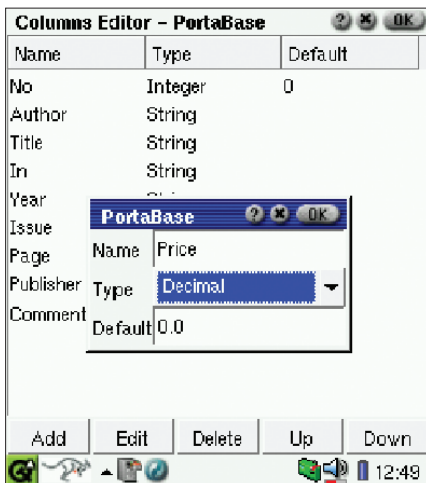 Columns Editor - PortaBase ? OK
Name Type Default
No Integer 0
Author String
Title String
In String
Year
Issue
Page
Publisher
Comment
PortaBase ? OK
Name Price
Type Decimal
Default 0.0
Add Edit Delete Up Down
12:49